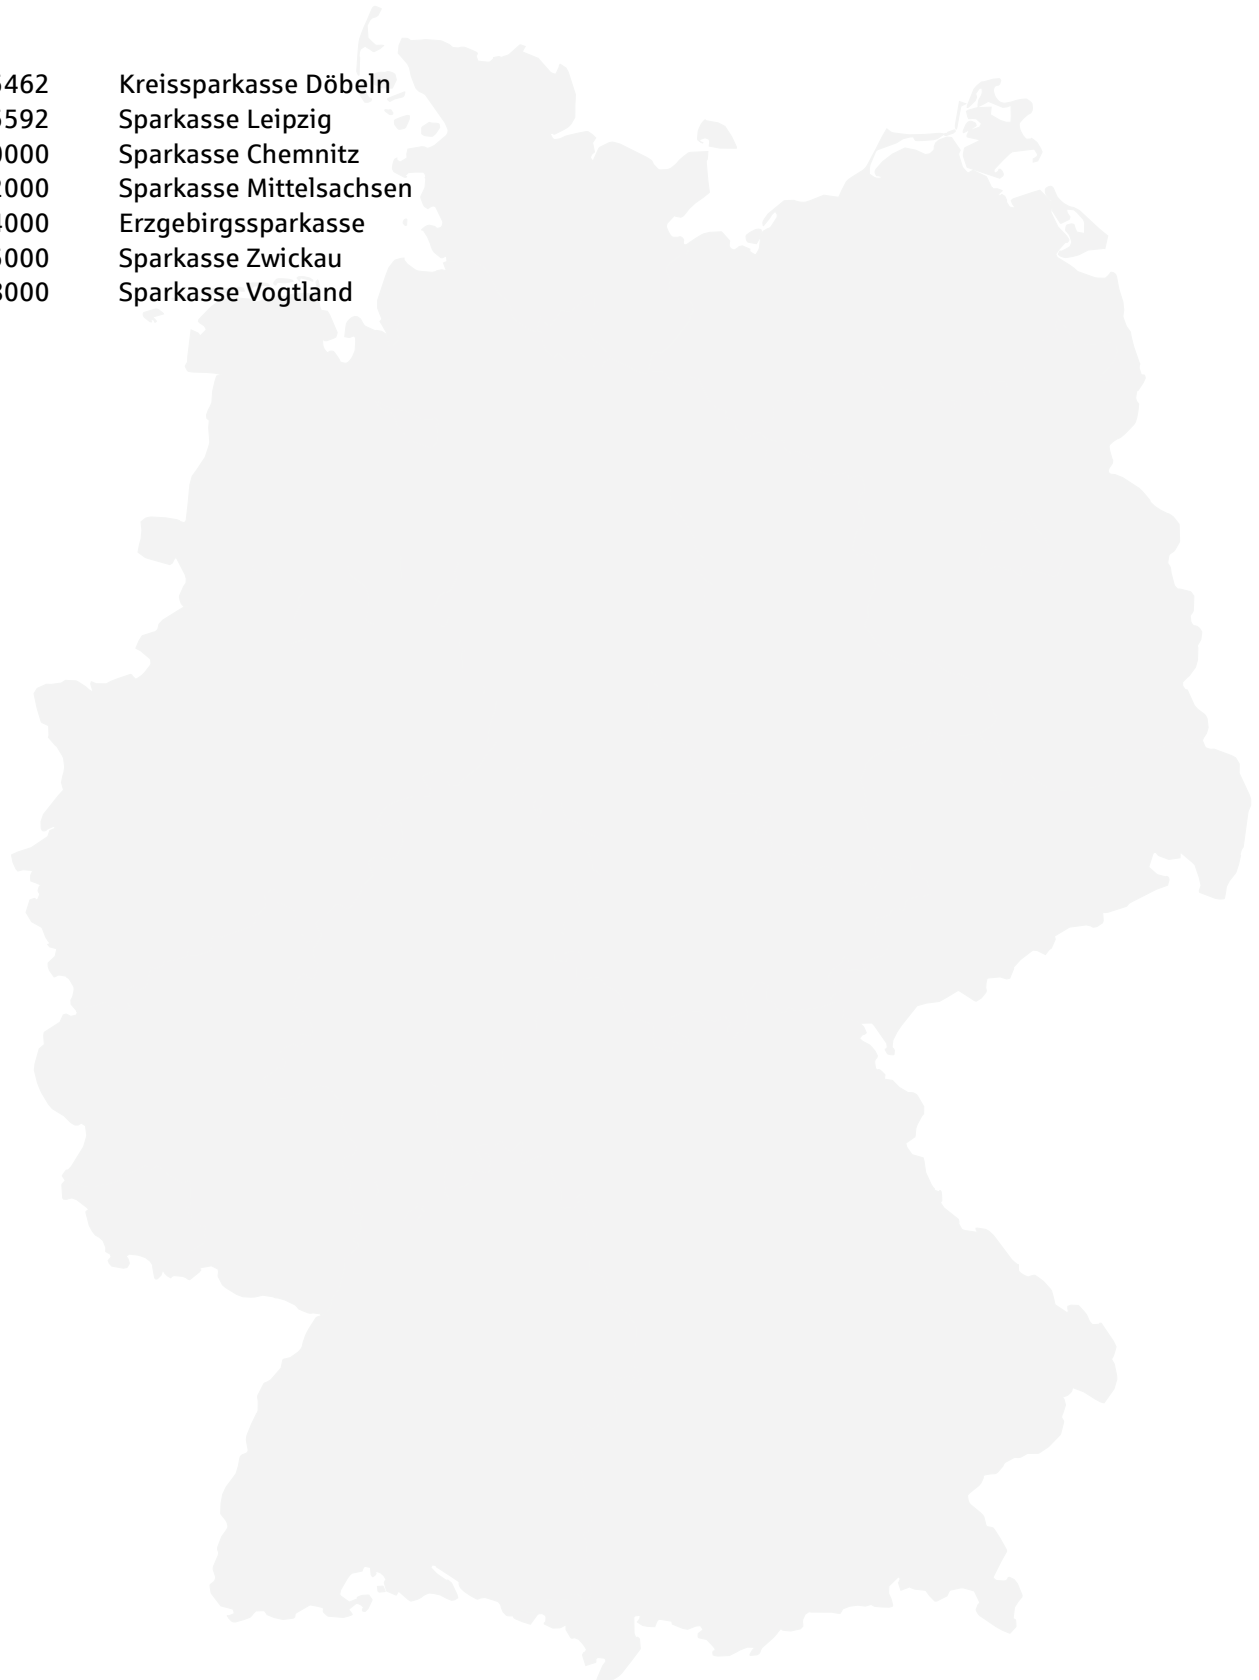 462 Kreissparkasse Döbeln
592 Sparkasse Leipzig
000 Sparkasse Chemnitz
000 Sparkasse Mittelsachsen
000 Erzgebirgssparkasse
000 Sparkasse Zwickau
000 Sparkasse Vogtland